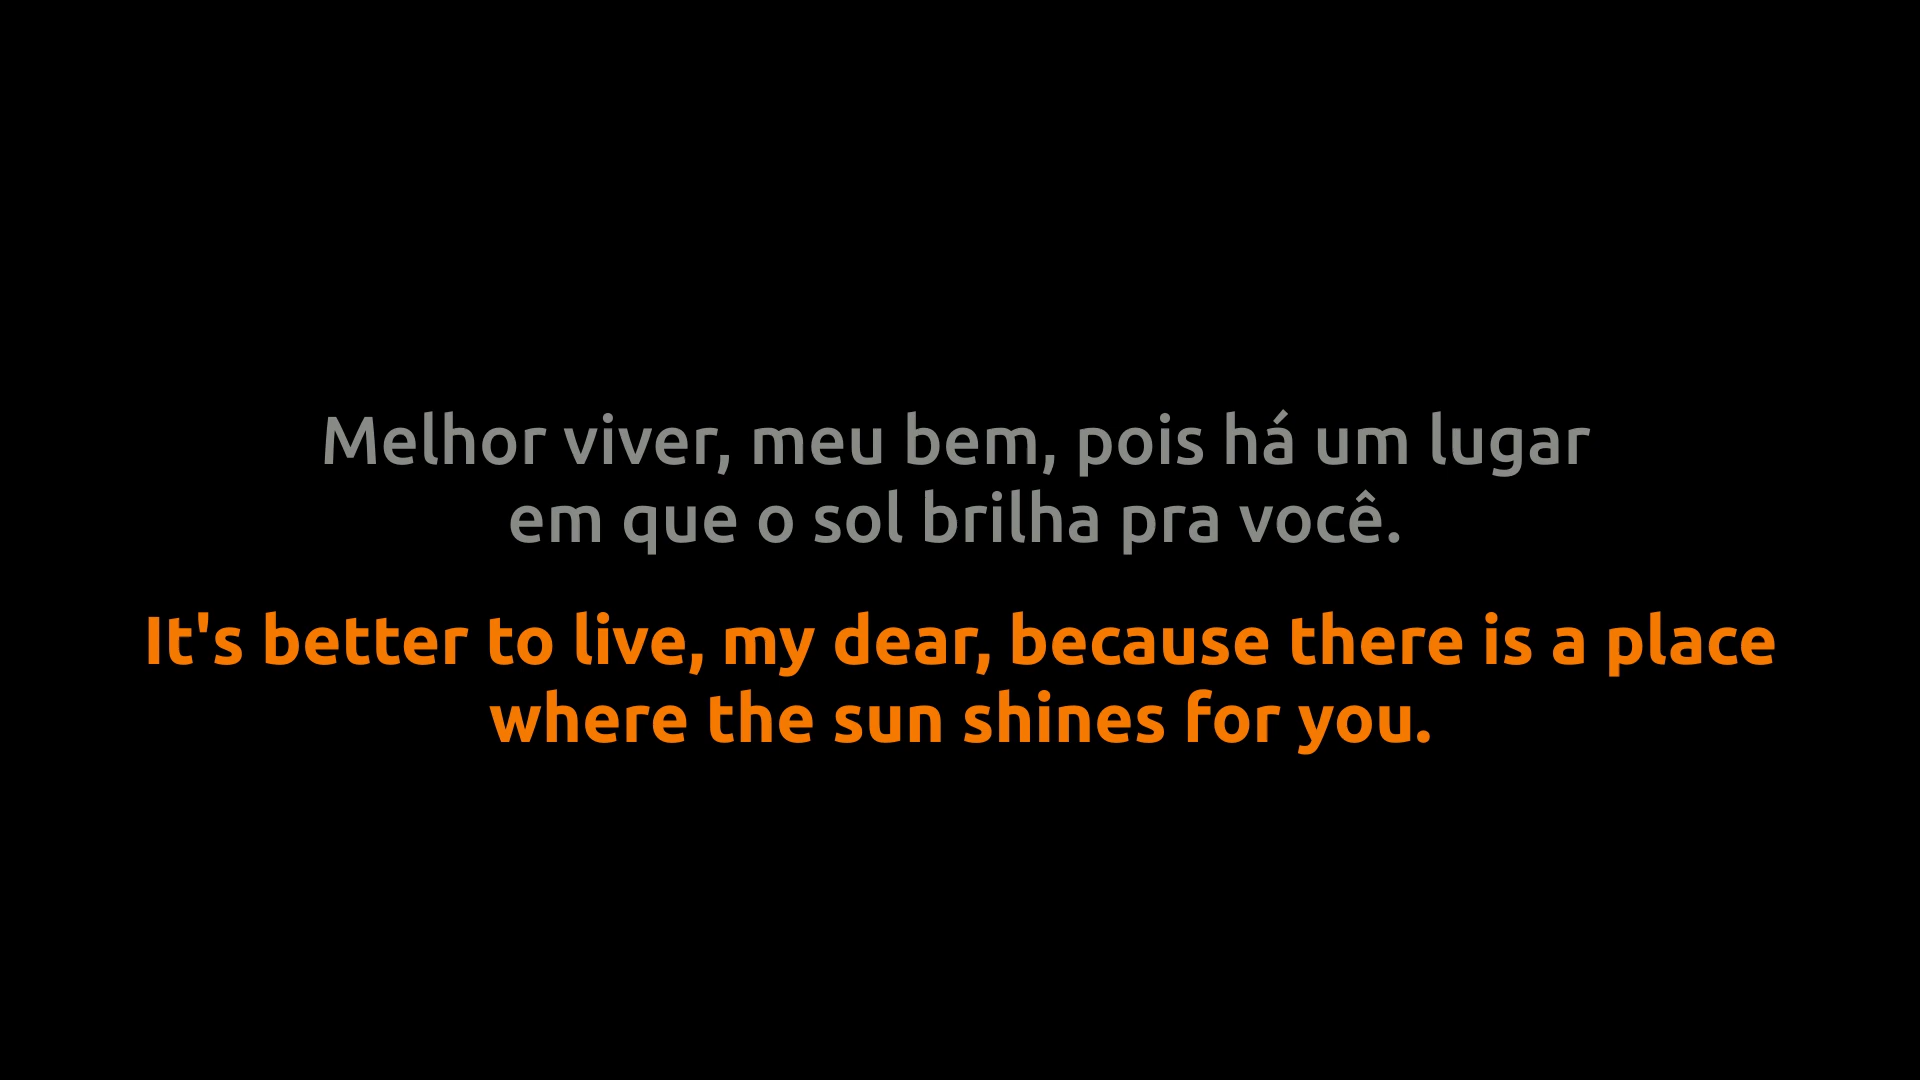 Melhor viver, meu bem, pois há um lugar
em que o sol brilha pra você.
It's better to live, my dear, because there is a place
where the sun shines for you.